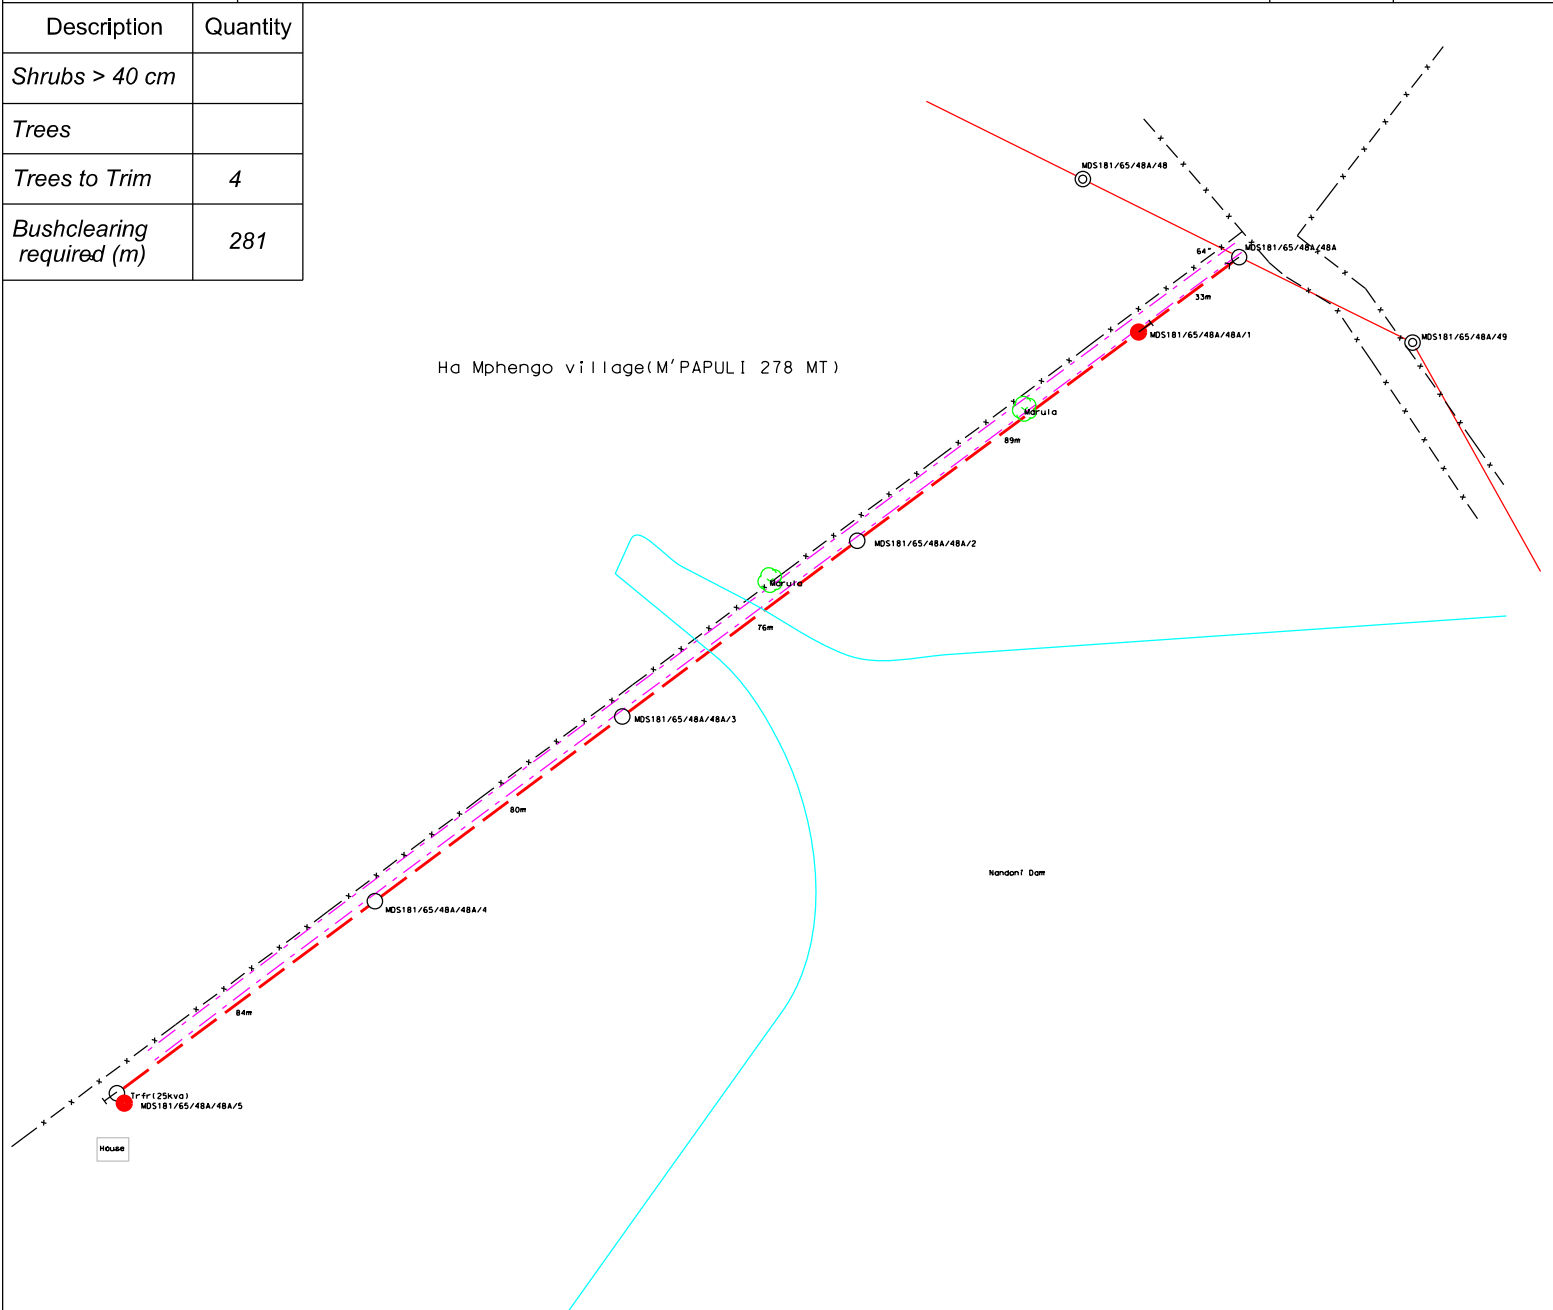 Description Quantity
Shrubs > 40 cm
Trees
Trees to Trim 4
Bushclearing
required (m) 281
MDS181/65/48A/48
64°
MDS181/65/48A/48A
33m
MDS181/65/48A/48A/1
MDS181/65/48A/49
Ha Mphengo village(M'PAPULI 278 MT)
Marula
89m
MDS181/65/48A/48A/2
Marula
76m
MDS181/65/48A/48A/3
80m
Nandoni Dam
MDS181/65/48A/48A/4
84m
Trfr(25kva)
MDS181/65/48A/48A/5
House